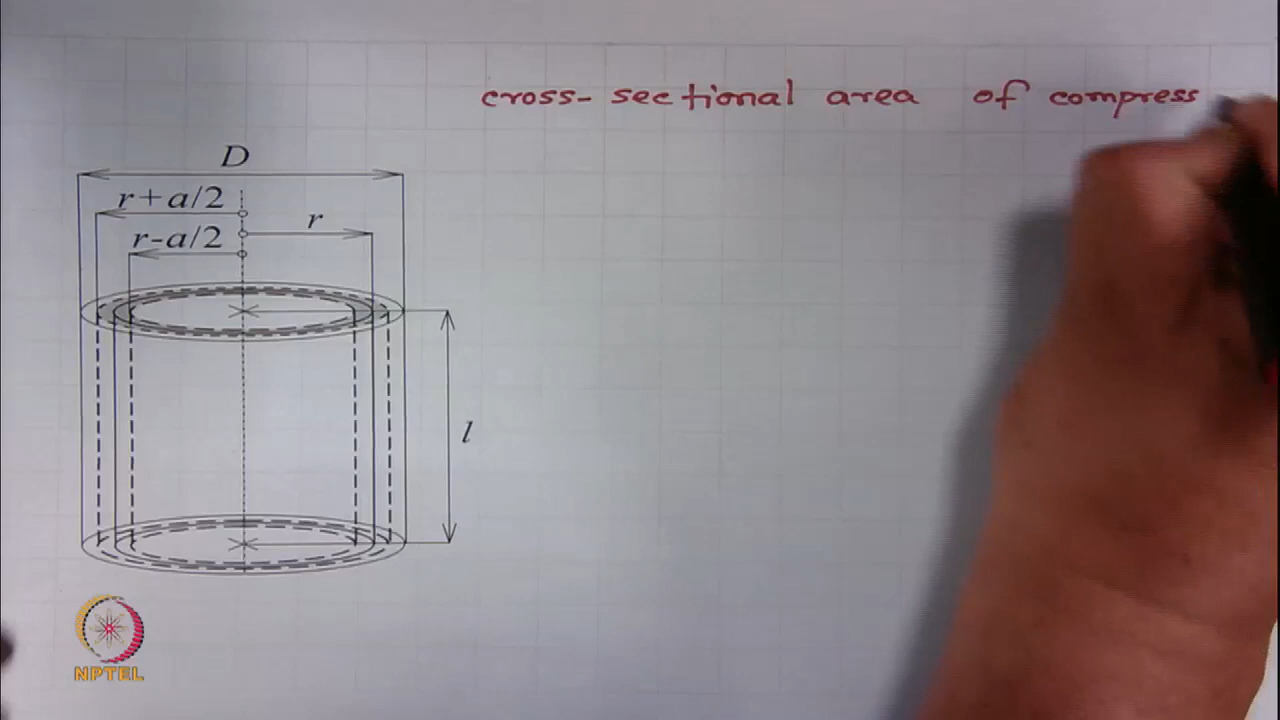 cross-sectional area of compress
D
r+a/2
r
r-a/2
l
NPTEL